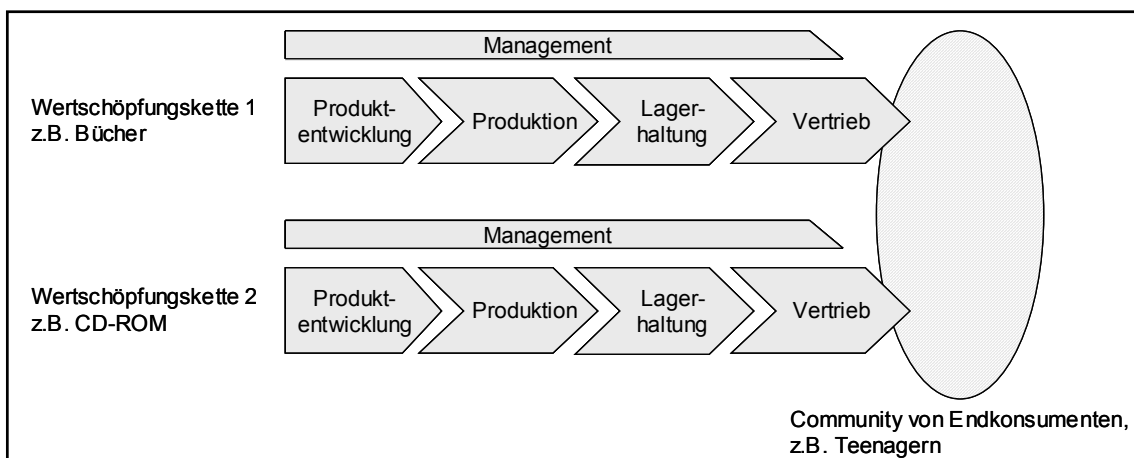 Management
Wertschöpfungskette 1
z.B. Bücher
Produkt-
entwicklung
Produktion
Lager-
haltung
Vertrieb
Management
Wertschöpfungskette 2
z.B. CD-ROM
Produkt-
entwicklung
Produktion
Lager-
haltung
Vertrieb
Community von Endkonsumenten,
z.B. Teenagern